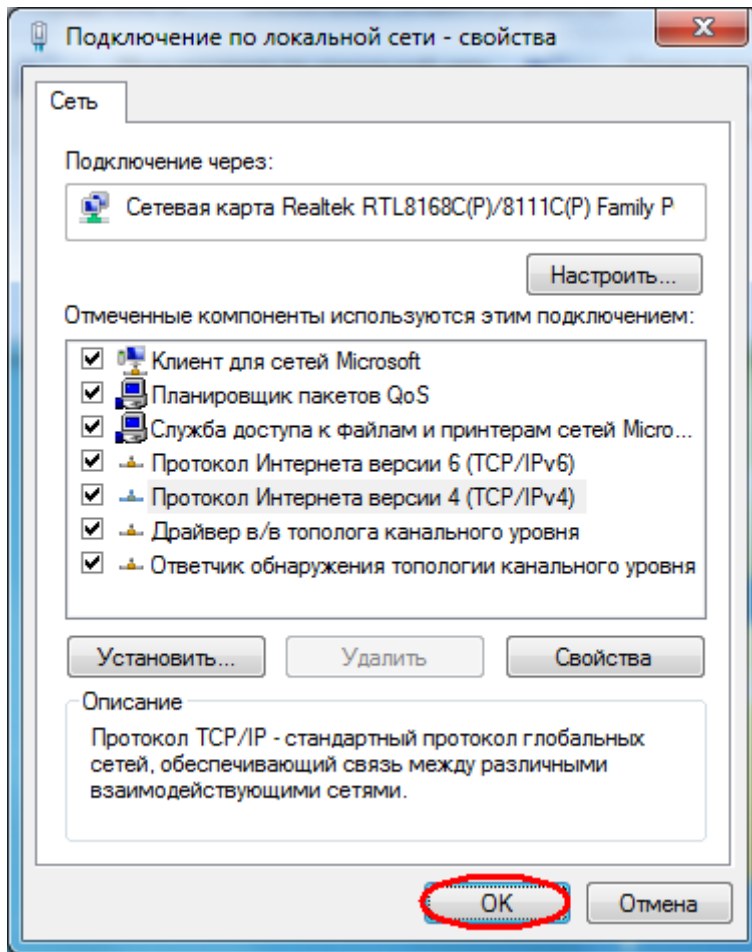 Подключение по локальной сети - свойства
Сеть
Подключение через:
Сетевая карта Realtek RTL8168C(P)/8111C(P) Family P
Настроить...
Отмеченные компоненты используются этим подключением:
Клиент для сетей Microsoft
Планировщик пакетов QoS
Служба доступа к файлам и принтерам сетей Micro...
Протокол Интернета версии 6 (TCP/IPv6)
Протокол Интернета версии 4 (TCP/IPv4)
Драйвер в/в тополога канального уровня
Ответчик обнаружения топологии канального уровня
Установить... Удалить Свойства
Описание
Протокол TCP/IP - стандартный протокол глобальных
сетей, обеспечивающий связь между различными
взаимодействующими сетями.
OK Отмена